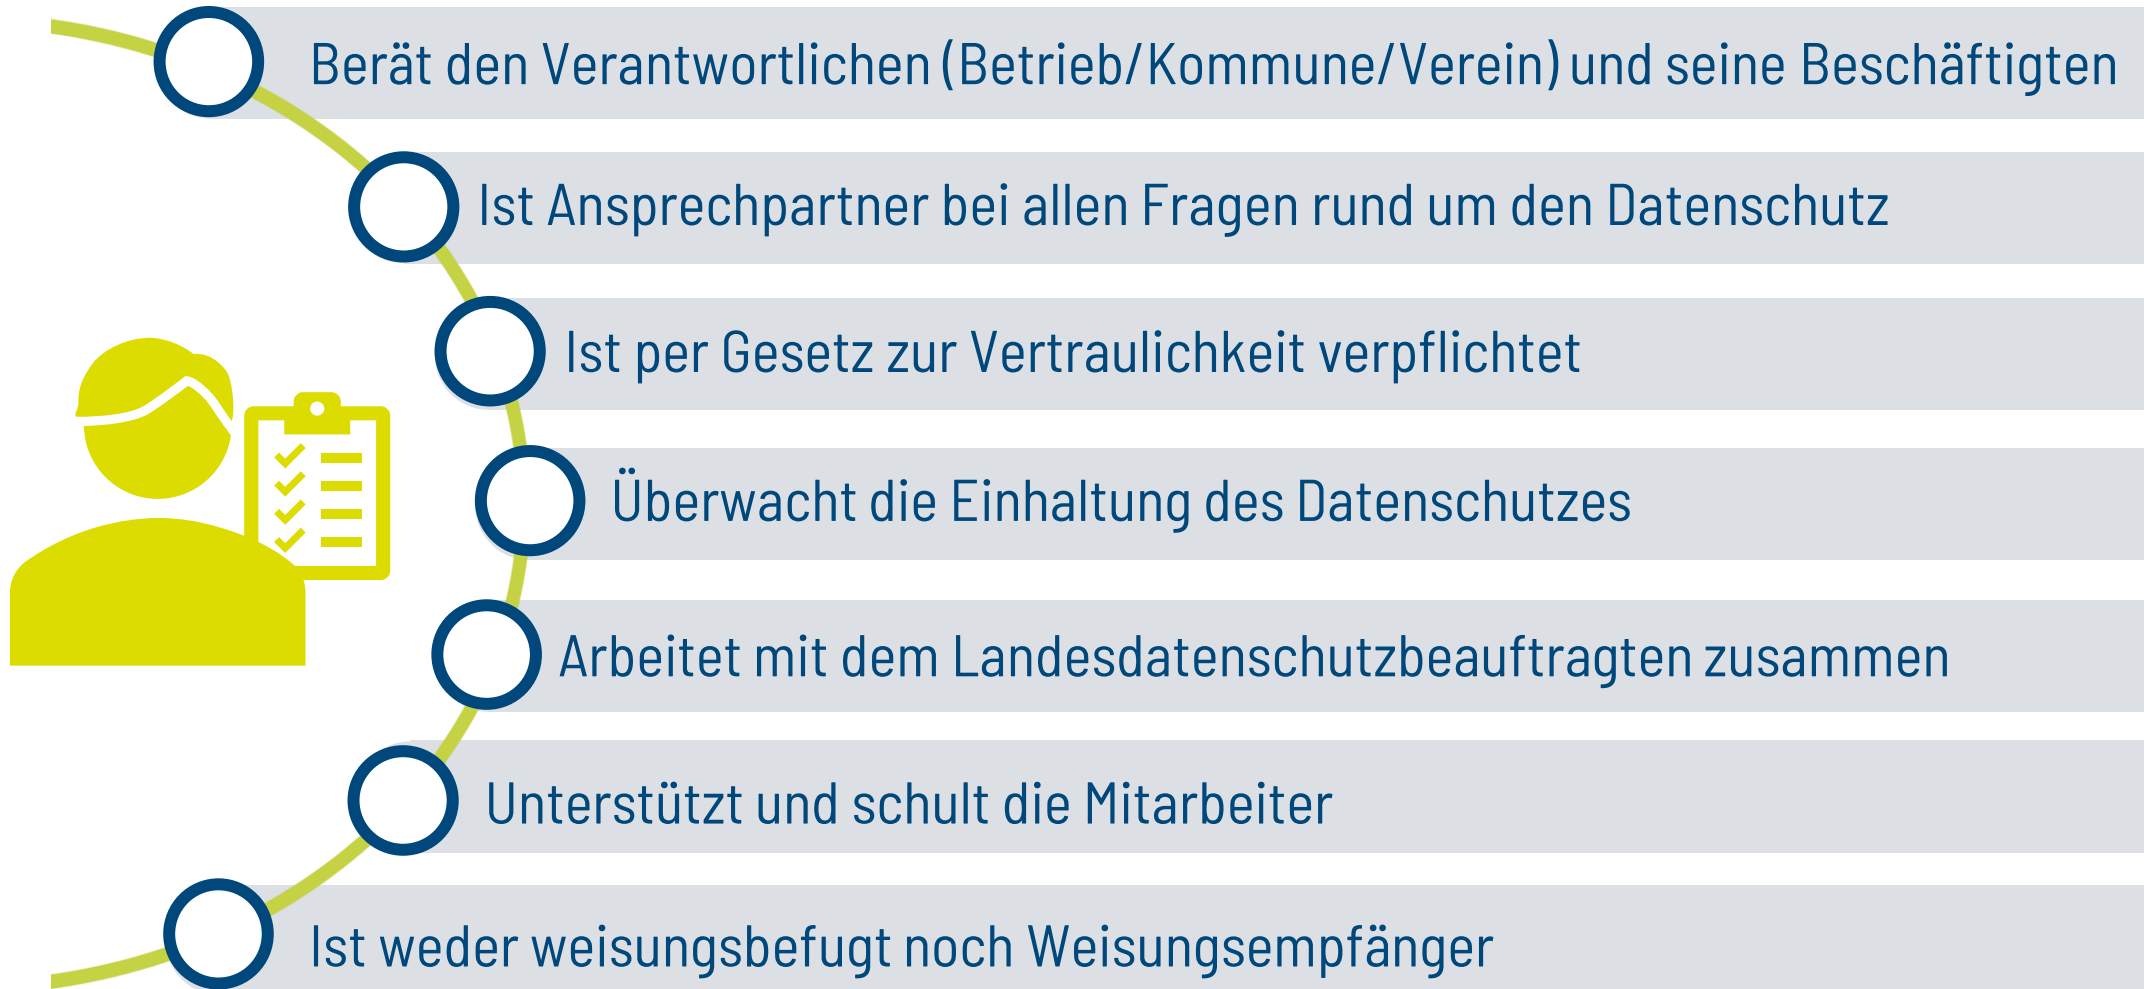 Berät den Verantwortlichen (Betrieb/Kommune/Verein) und seine Beschäftigten
Ist Ansprechpartner bei allen Fragen rund um den Datenschutz
Ist per Gesetz zur Vertraulichkeit verpflichtet
Überwacht die Einhaltung des Datenschutzes
Arbeitet mit dem Landesdatenschutzbeauftragten zusammen
Unterstützt und schult die Mitarbeiter
Ist weder weisungsbefugt noch Weisungsempfänger